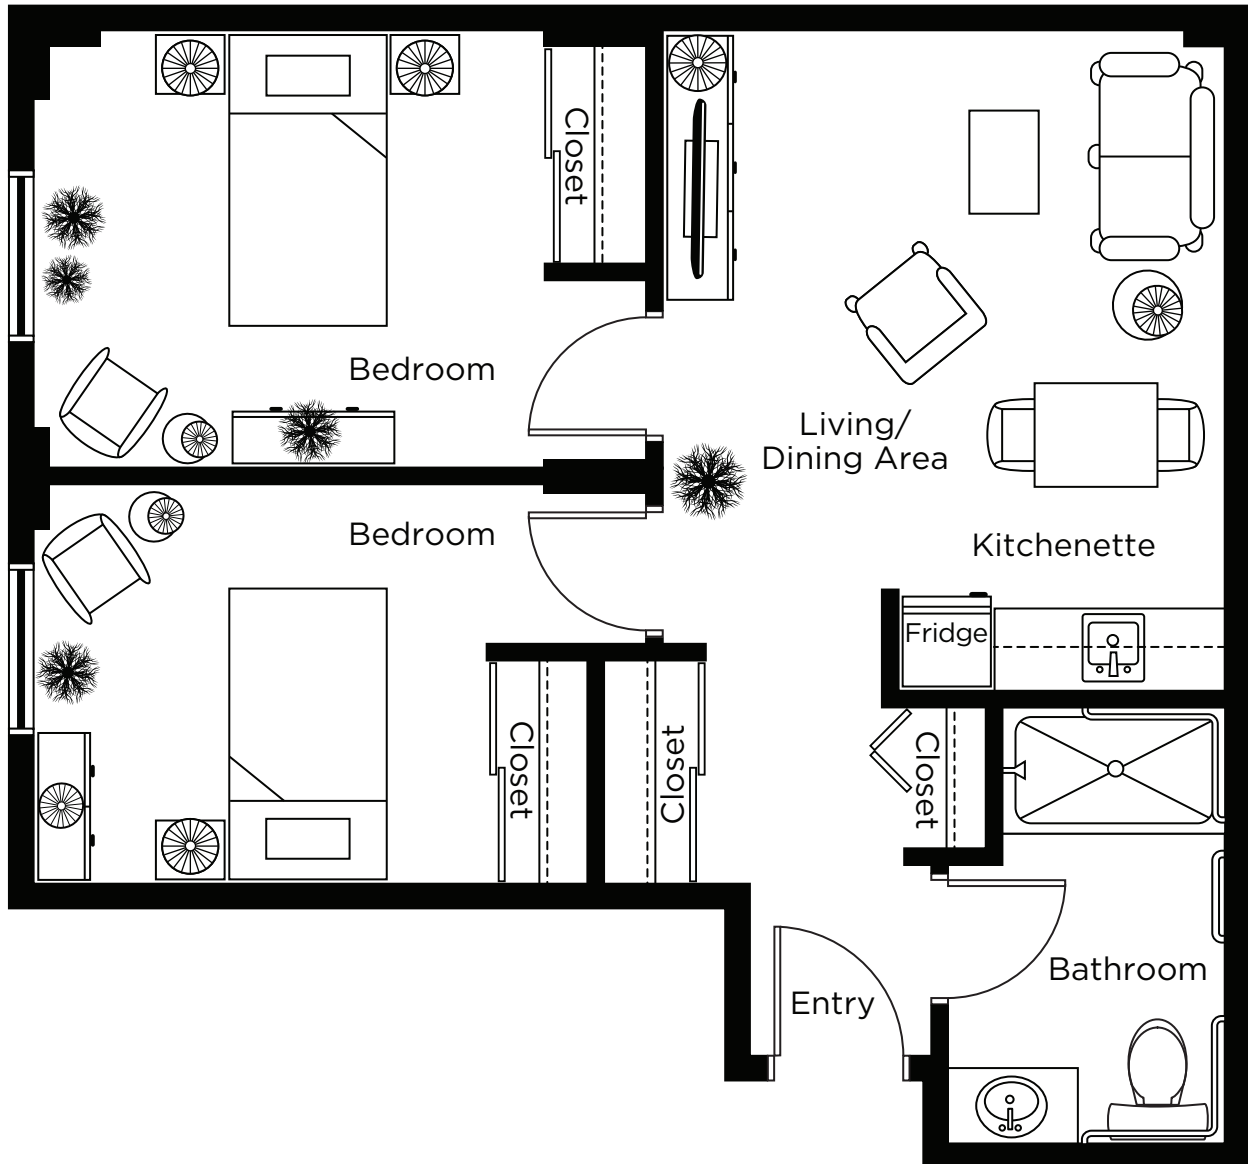 Closet
Bedroom
Living/
Dining Area
Bedroom
Kitchenette
Fridge
Closet
Closet
Closet
Bathroom
Entry